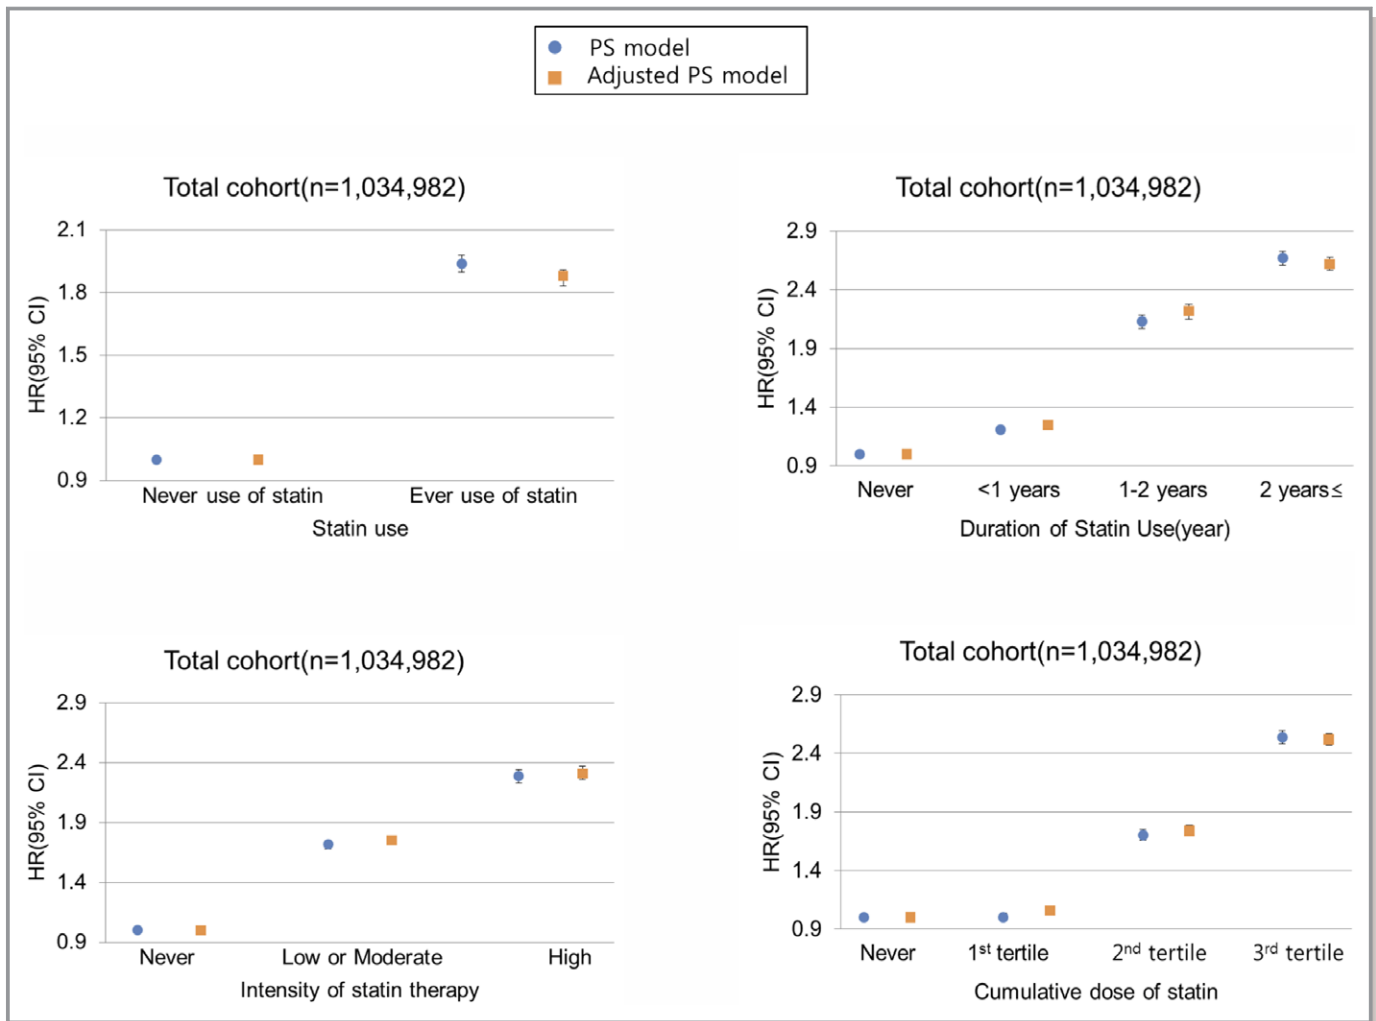 PS model
Adjusted PS model
Total cohort(n=1,034,982)
2.1
1.8
1.5
1.2
0.9
HR(95% CI)
Never use of statin
Ever use of statin
Statin use
Total cohort(n=1,034,982)
2.9
2.4
1.9
1.4
0.9
HR(95% CI)
Never
<1 years
1-2 years
2 years≤
Duration of Statin Use(year)
Total cohort(n=1,034,982)
2.9
2.4
1.9
1.4
0.9
HR(95% CI)
Never
Low or Moderate
High
Intensity of statin therapy
Total cohort(n=1,034,982)
2.9
2.4
1.9
1.4
0.9
HR(95% CI)
Never
1st tertile
2nd tertile
3rd tertile
Cumulative dose of statin